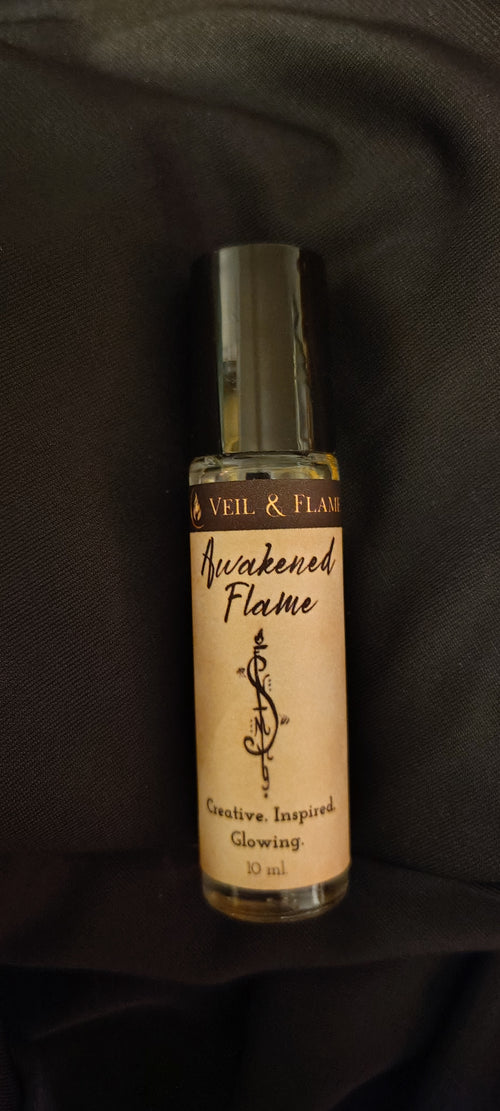 VEIL & FLAME
Awakened
Flame
Creative. Inspired.
Glowing.
10 ml.